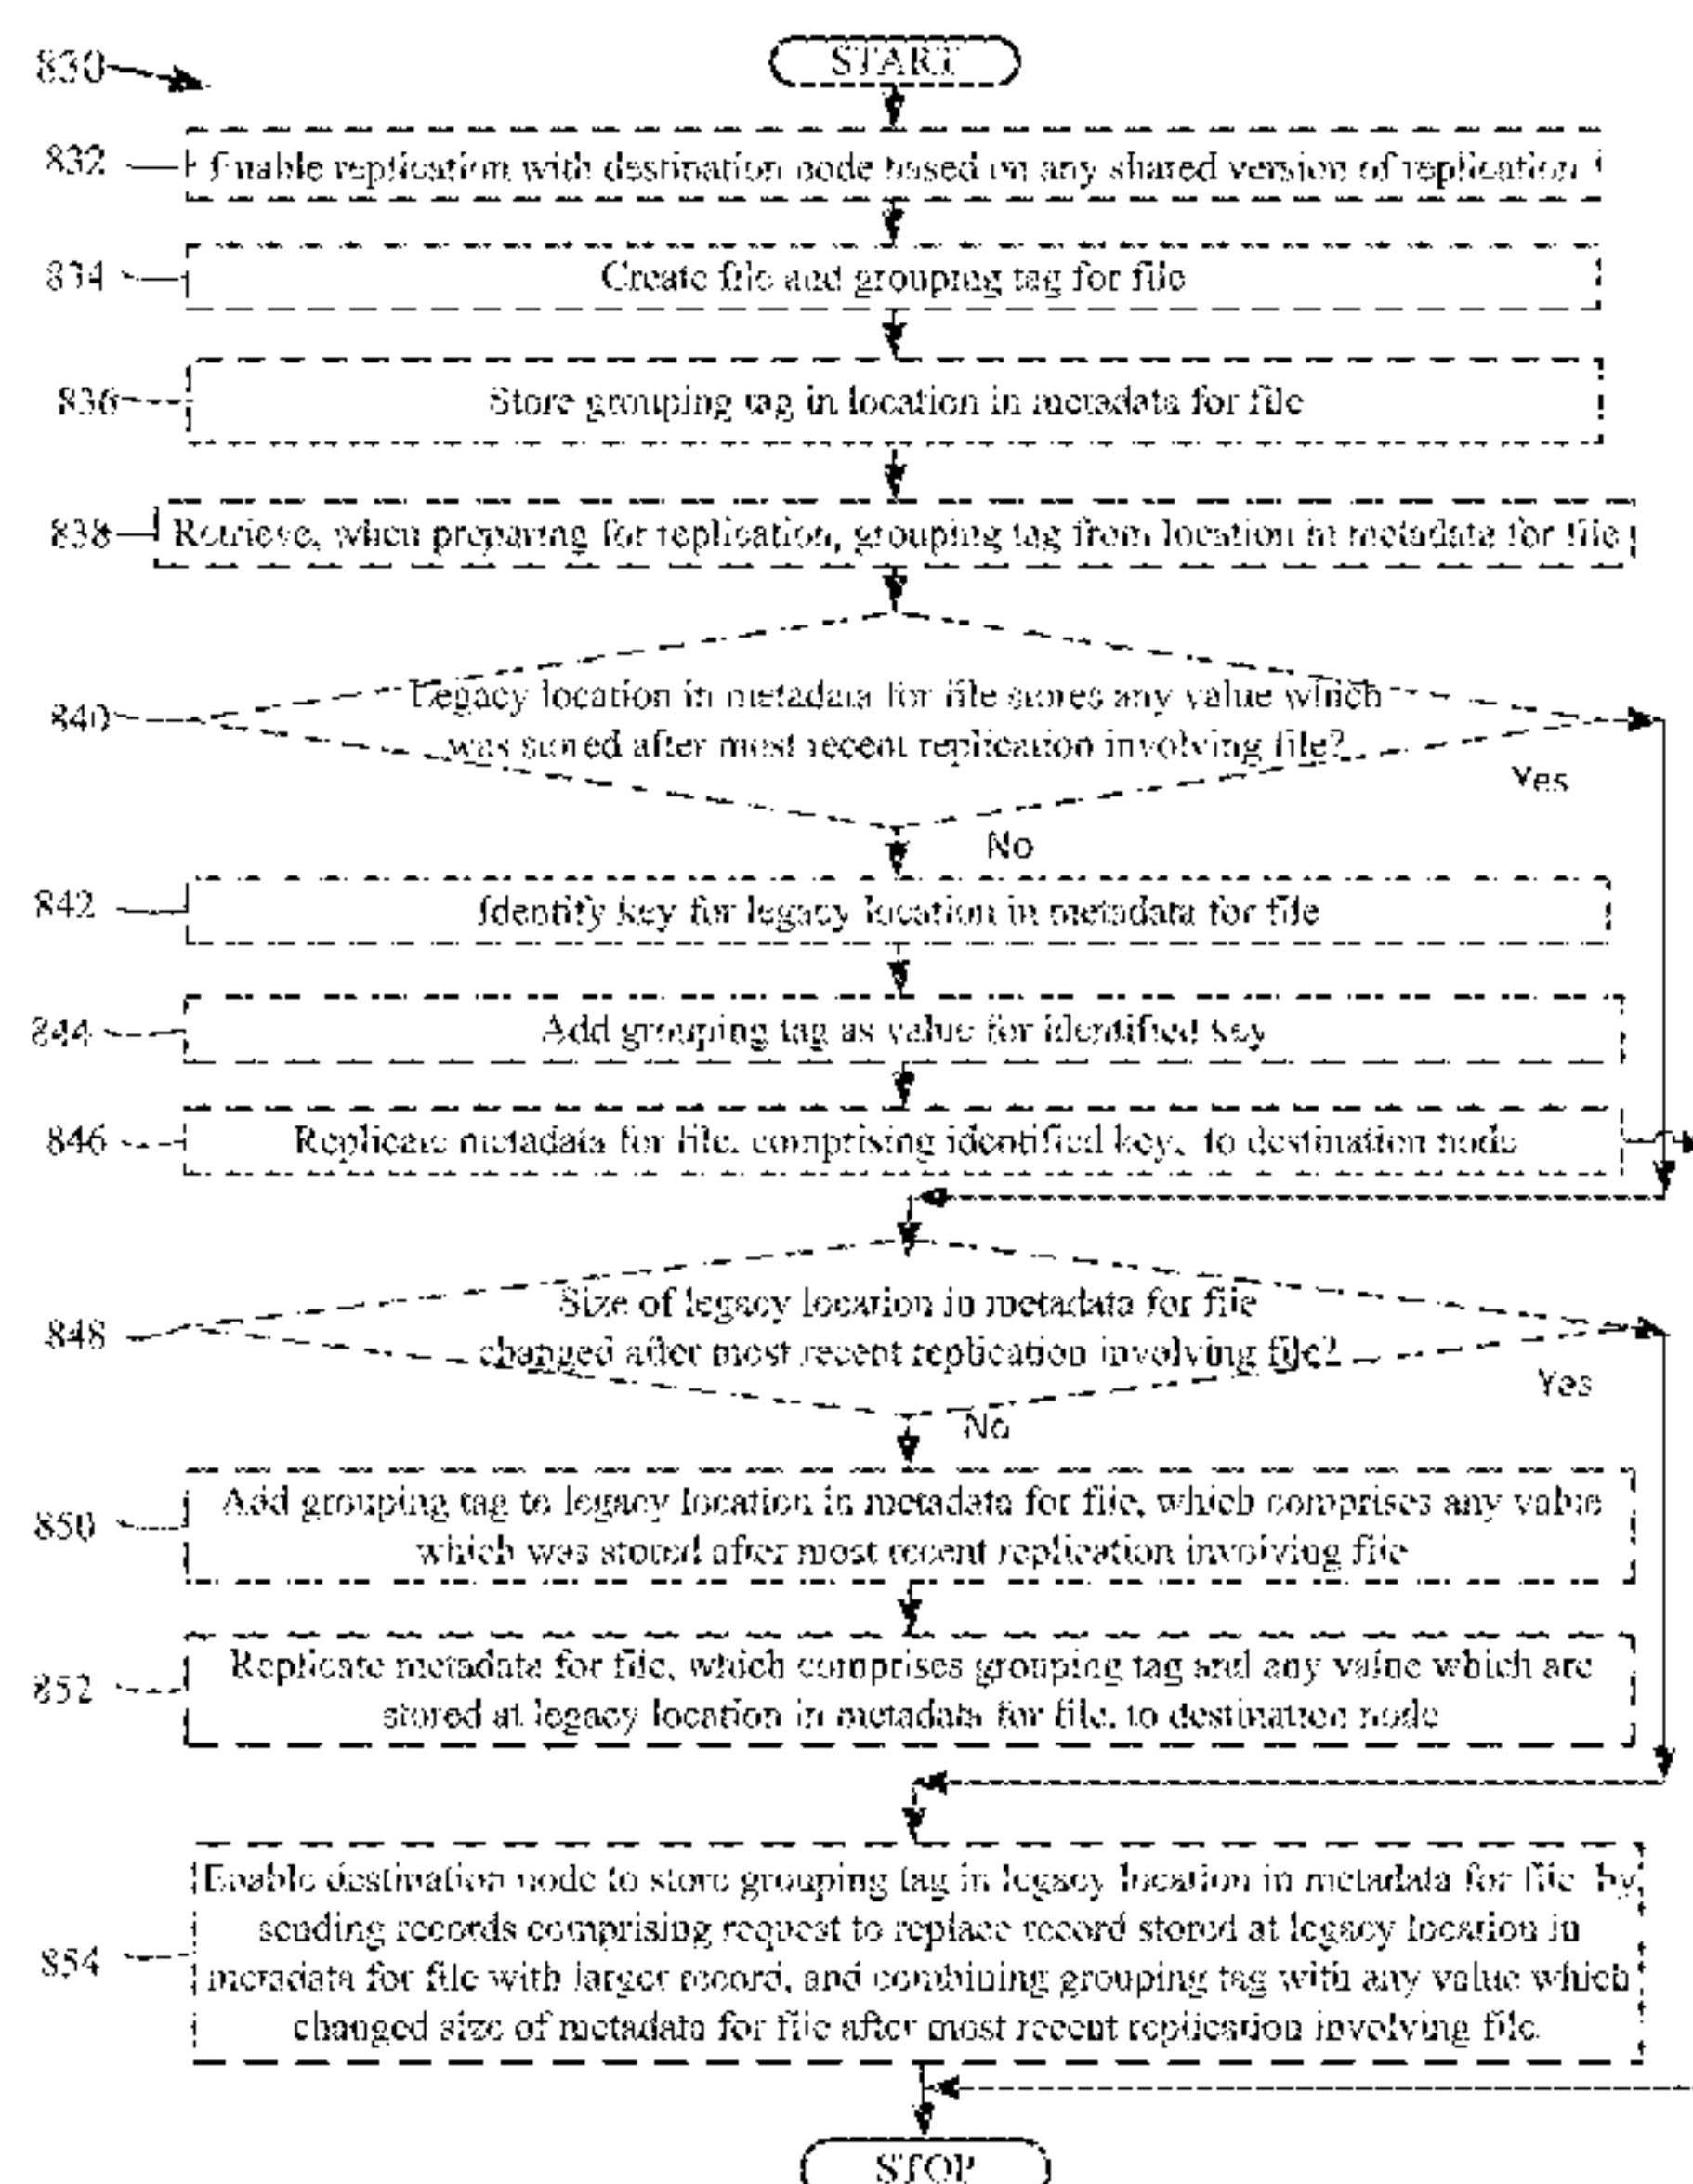 830
START
832
Enable replication with destination node based on any shared version of replication
834
Create file and grouping tag for file
836
Store grouping tag in location in metadata for file
838
Retrieve, when preparing for replication, grouping tag from location in metadata for file
840
Legacy location in metadata for file stores any value which
was stored after most recent replication involving file?
Yes
No
842
Identify key for legacy location in metadata for file
844
Add grouping tag as value for identified key
846
Replicate metadata for file, comprising identified key, to destination node
848
Size of legacy location in metadata for file
changed after most recent replication involving file?
Yes
No
850
Add grouping tag to legacy location in metadata for file, which comprises any value
which was stored after most recent replication involving file
852
Replicate metadata for file, which comprises grouping tag and any value which are
stored at legacy location in metadata for file, to destination node
854
Enable destination node to store grouping tag in legacy location in metadata for file by
sending records comprising request to replace record stored at legacy location in
metadata for file with larger record, and combining grouping tag with any value which
changed size of metadata for file after most recent replication involving file
STOP